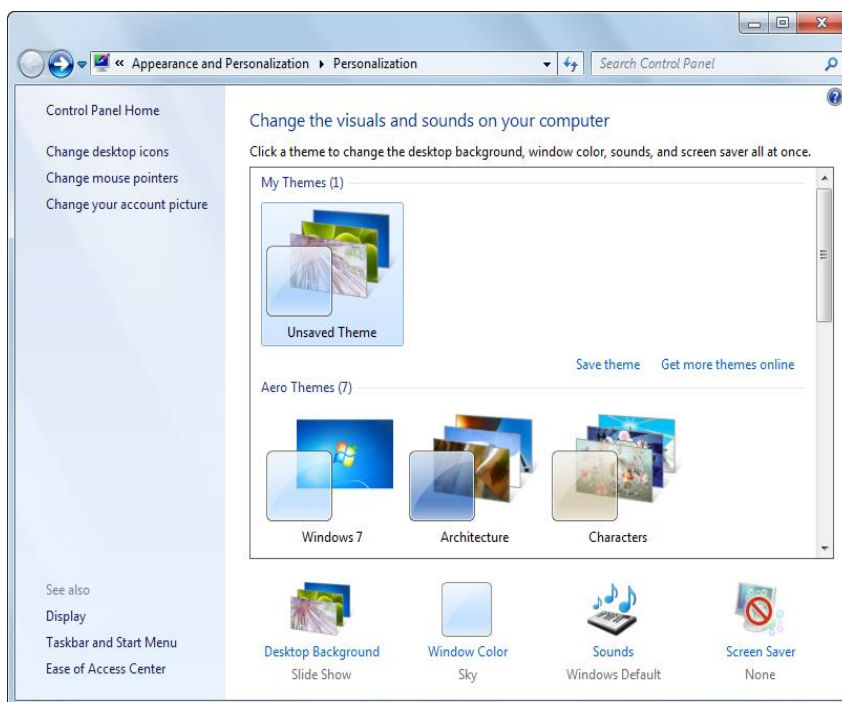 « Appearance and Personalization ▸ Personalization
Search Control Panel
Control Panel Home
Change desktop icons
Change mouse pointers
Change your account picture
See also
Display
Taskbar and Start Menu
Ease of Access Center
Change the visuals and sounds on your computer
Click a theme to change the desktop background, window color, sounds, and screen saver all at once.
My Themes (1)
Unsaved Theme
Save theme Get more themes online
Aero Themes (7)
Windows 7 Architecture Characters
Desktop Background Window Color Sounds Screen Saver
Slide Show Sky Windows Default None